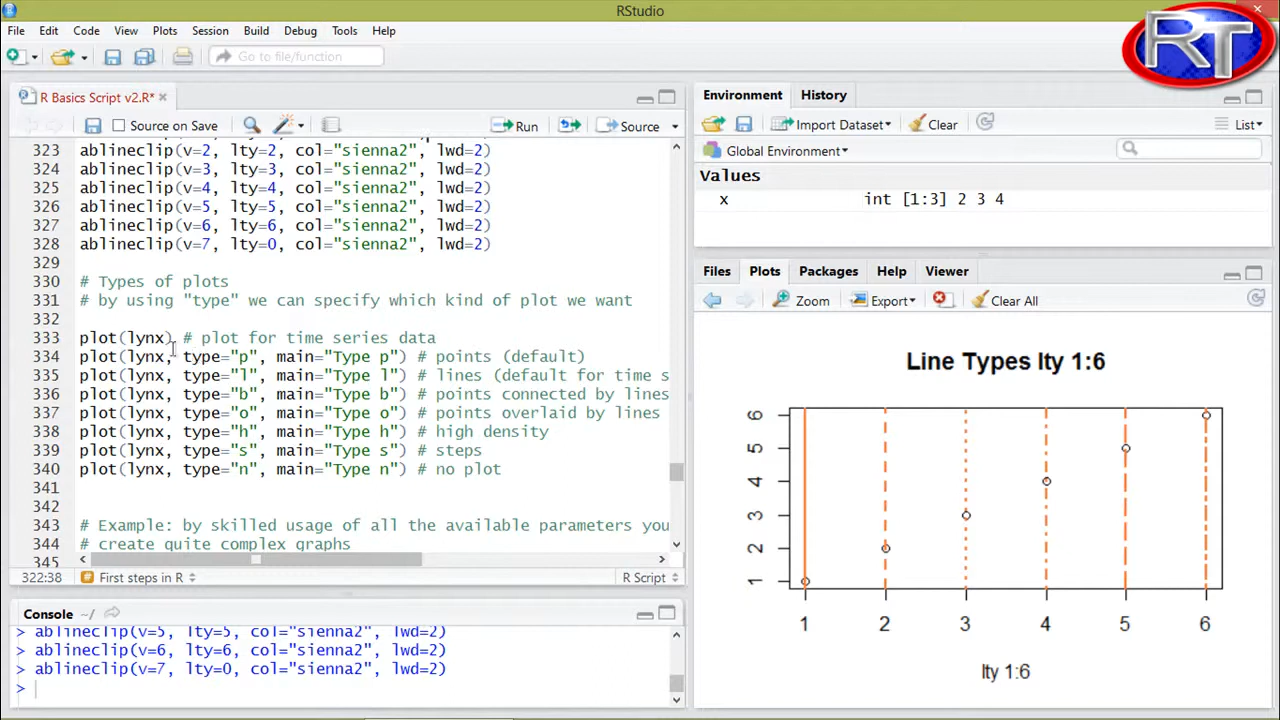 RStudio
RT
File Edit Code View Plots Session Build Debug Tools Help
Go to file/function
R Basics Script v2.R*
Source on Save Run Source
323 ablineclip(v=2, lty=2, col="sienna2", lwd=2)
324 ablineclip(v=3, lty=3, col="sienna2", lwd=2)
325 ablineclip(v=4, lty=4, col="sienna2", lwd=2)
326 ablineclip(v=5, lty=5, col="sienna2", lwd=2)
327 ablineclip(v=6, lty=6, col="sienna2", lwd=2)
328 ablineclip(v=7, lty=0, col="sienna2", lwd=2)
329
330 # Types of plots
331 # by using "type" we can specify which kind of plot we want
332
333 plot(lynx) # plot for time series data
334 plot(lynx, type="p", main="Type p") # points (default)
335 plot(lynx, type="l", main="Type l") # lines (default for time s
336 plot(lynx, type="b", main="Type b") # points connected by lines
337 plot(lynx, type="o", main="Type o") # points overlaid by lines
338 plot(lynx, type="h", main="Type h") # high density
339 plot(lynx, type="s", main="Type s") # steps
340 plot(lynx, type="n", main="Type n") # no plot
341
342
343 # Example: by skilled usage of all the available parameters you
344 # create quite complex graphs
345
322:38 # First steps in R R Script
Console ~/
> ablineclip(v=5, lty=5, col="sienna2", lwd=2)
> ablineclip(v=6, lty=6, col="sienna2", lwd=2)
> ablineclip(v=7, lty=0, col="sienna2", lwd=2)
>
Environment History
Import Dataset Clear List
Global Environment
Values
x int [1:3] 2 3 4
Files Plots Packages Help Viewer
Zoom Export Clear All
Line Types lty 1:6
6
5
4
3
2
1
1 2 3 4 5 6
lty 1:6